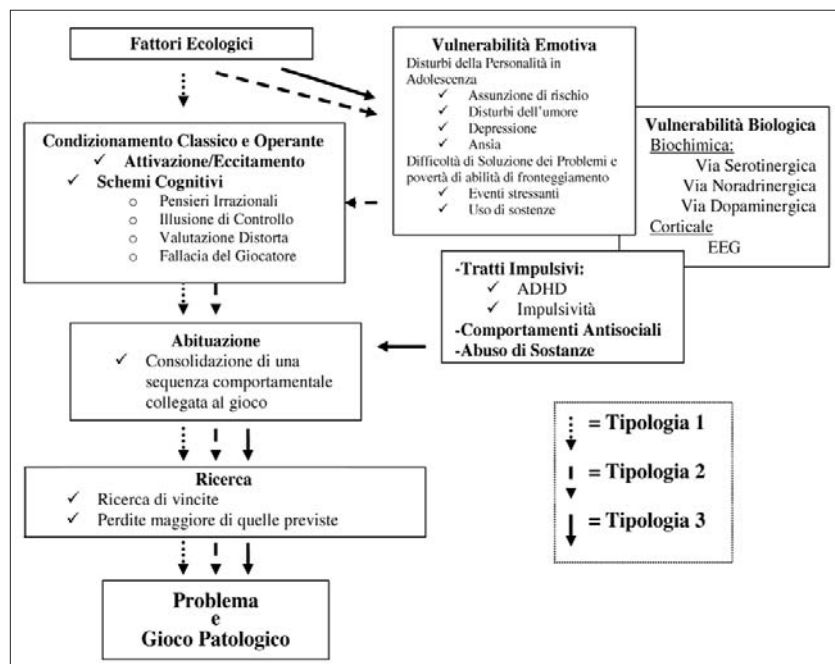 Fattori Ecologici
Vulnerabilità Emotiva
Disturbi della Personalità in
Adolescenza
✓ Assunzione di rischio
✓ Disturbi dell'umore
✓ Depressione
✓ Ansia
Difficoltà di Soluzione dei Problemi e
povertà di abilità di fronteggiamento
✓ Eventi stressanti
✓ Uso di sostenze
Vulnerabilità Biologica
Biochimica:
Via Serotinergica
Via Noradrinergica
Via Dopaminergica
Corticale
EEG
Condizionamento Classico e Operante
✓ Attivazione/Eccitamento
✓ Schemi Cognitivi
o Pensieri Irrazionali
o Illusione di Controllo
o Valutazione Distorta
o Fallacia del Giocatore
-Tratti Impulsivi:
✓ ADHD
✓ Impulsività
-Comportamenti Antisociali
-Abuso di Sostanze
Abituazione
✓ Consolidazione di una
sequenza comportamentale
collegata al gioco
Ricerca
✓ Ricerca di vincite
✓ Perdite maggiore di quelle previste
Problema
e
Gioco Patologico
= Tipologia 1
= Tipologia 2
= Tipologia 3